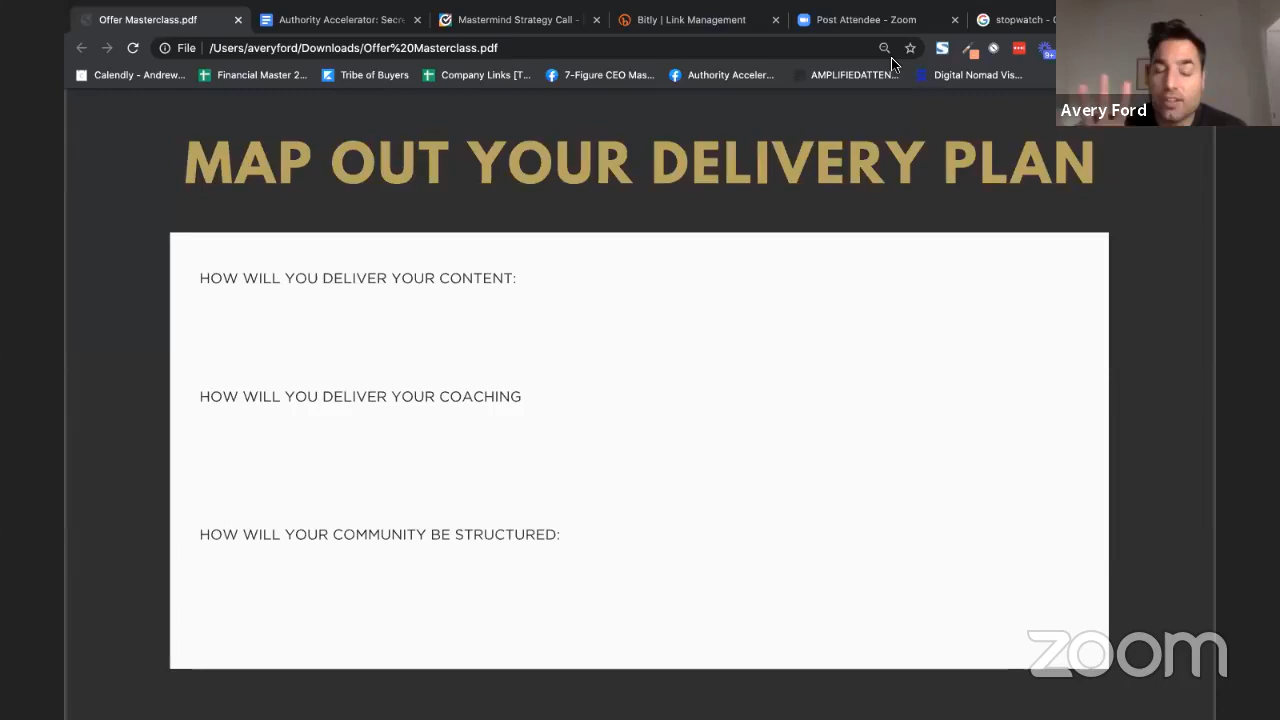 Offer Masterclass.pdf
Authority Accelerator: Secre
Mastermind Strategy Call -
Bitly | Link Management
Post Attendee - Zoom
stopwatch -
File
/Users/averyford/Downloads/Offer%20Masterclass.pdf
9+
Calendly - Andrew...
Financial Master 2...
Tribe of Buyers
Company Links [T...
7-Figure CEO Mas...
Authority Acceler...
AMPLIFIEDATTEN...
Digital Nomad Vis...
Avery Ford
MAP OUT YOUR DELIVERY PLAN
HOW WILL YOU DELIVER YOUR CONTENT:
HOW WILL YOU DELIVER YOUR COACHING
HOW WILL YOUR COMMUNITY BE STRUCTURED:
zoom